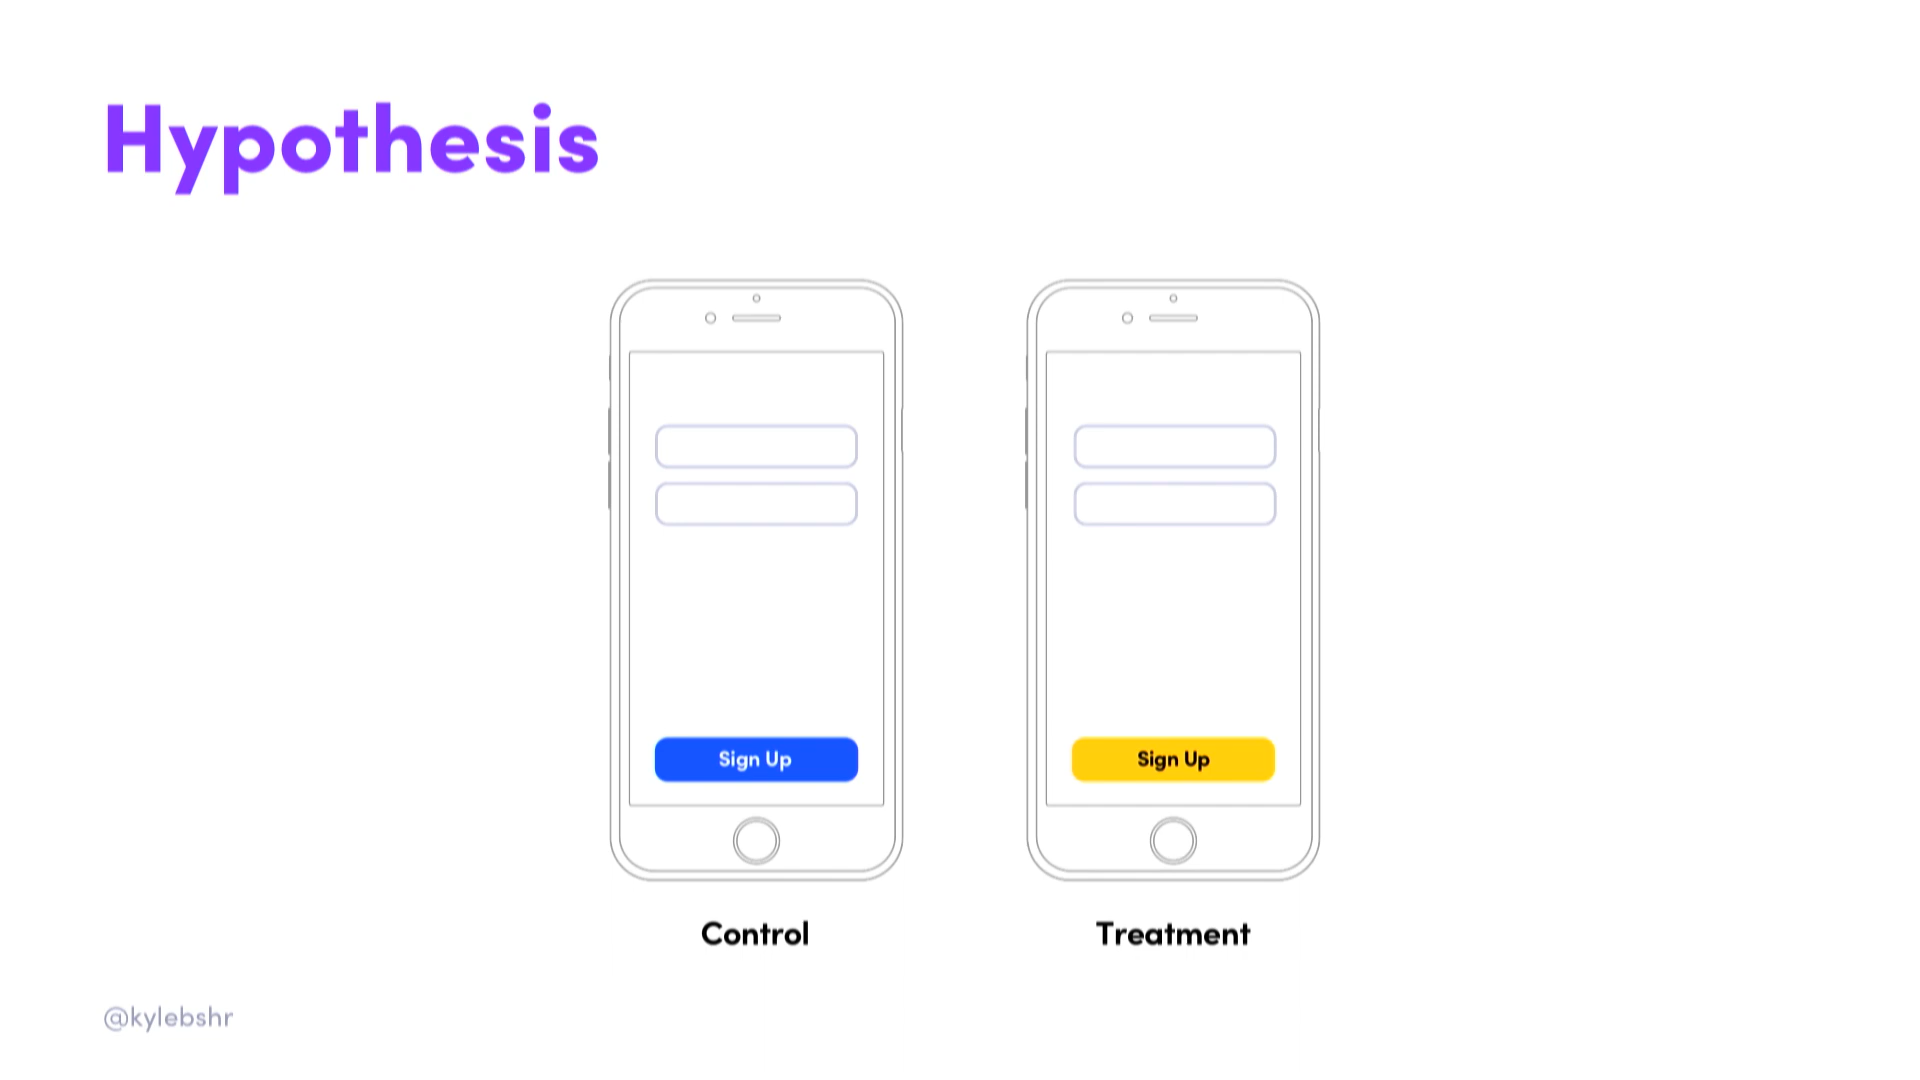 Hypothesis
Sign Up
Sign Up
Control
Treatment
@kylebshr